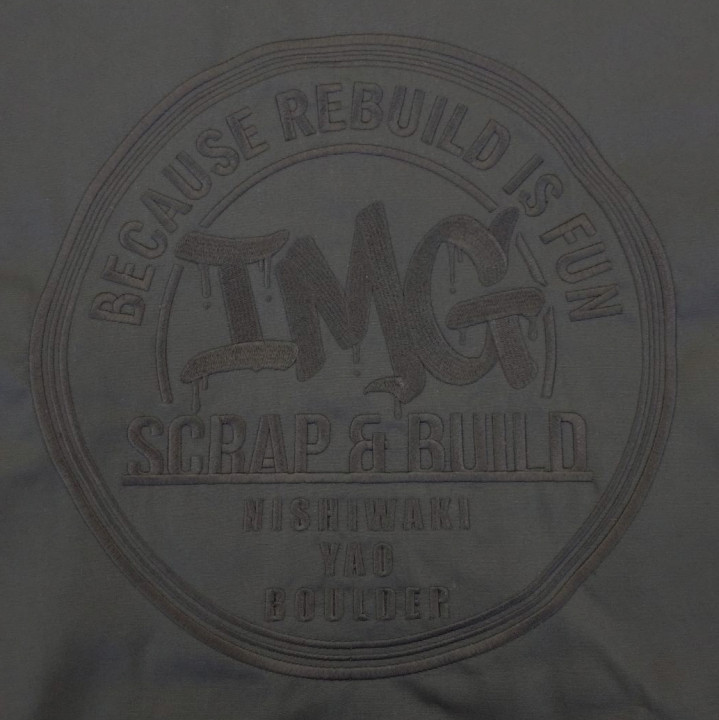 BECAUSE REBUILD IS FUN
IMG
SCRAP & BUILD
NISHIWAKI
YAO
BOULDER